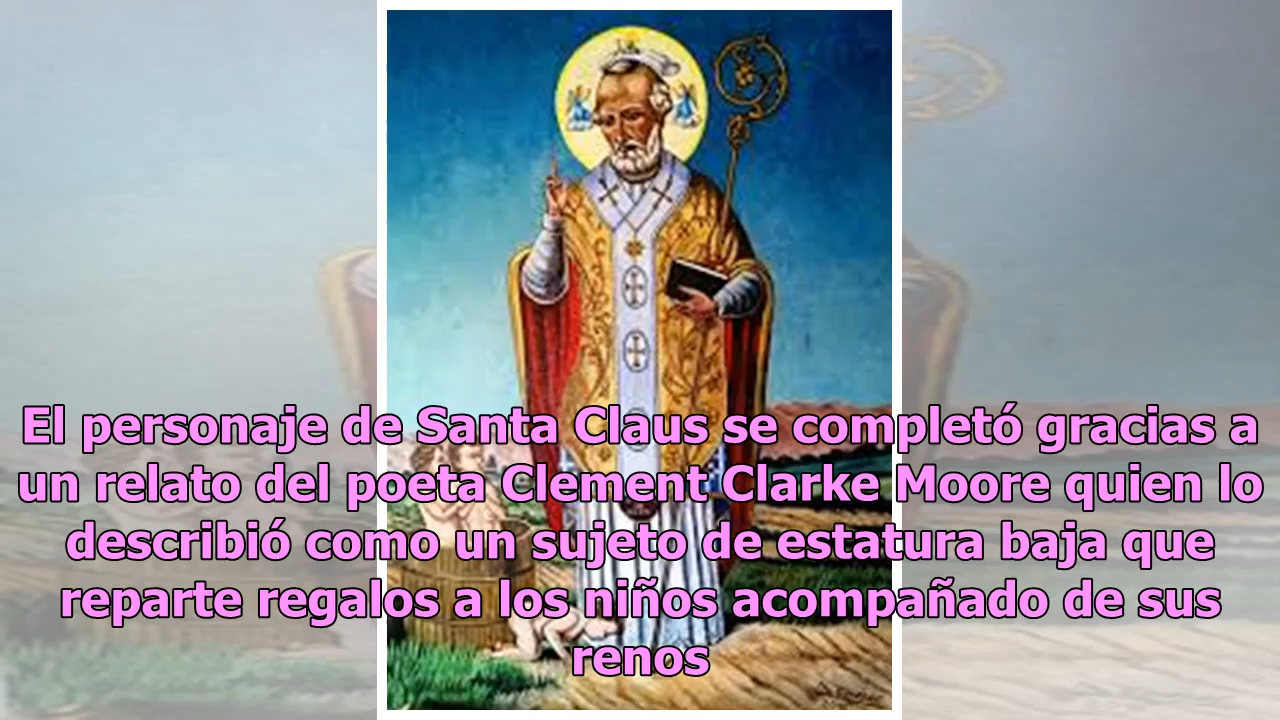 El personaje de Santa Claus se completó gracias a
un relato del poeta Clement Clarke Moore quien lo
describió como un sujeto de estatura baja que
reparte regalos a los niños acompañado de sus
renos